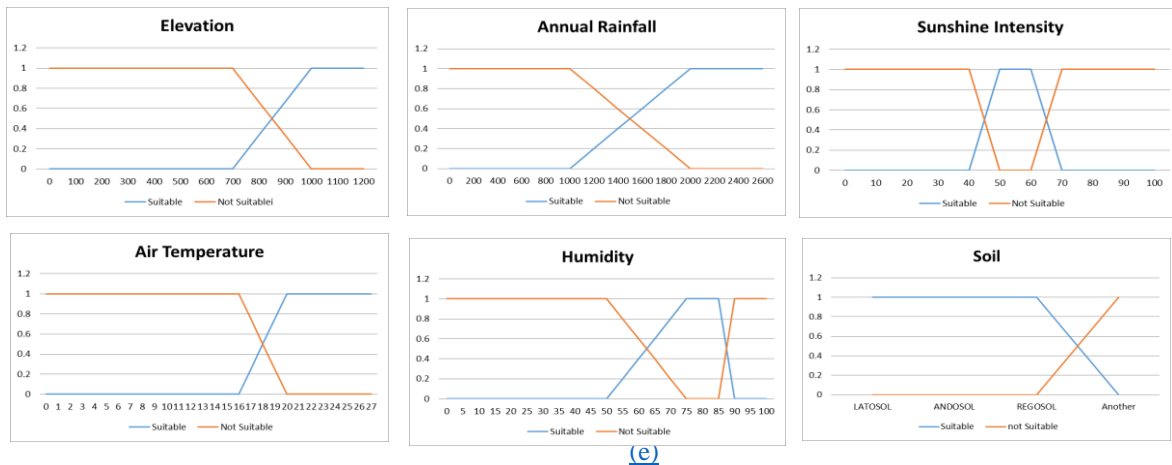 Elevation
1.2
1
0.8
0.6
0.4
0.2
0
0 100 200 300 400 500 600 700 800 900 1000 1100 1200
Suitable Not Suitablei
Annual Rainfall
1.2
1
0.8
0.6
0.4
0.2
0
0 200 400 600 800 1000 1200 1400 1600 1800 2000 2200 2400 2600
Suitable Not Suitable
Sunshine Intensity
1.2
1
0.8
0.6
0.4
0.2
0
0 10 20 30 40 50 60 70 80 90 100
Suitable Not Suitable
Air Temperature
1.2
1
0.8
0.6
0.4
0.2
0
0 1 2 3 4 5 6 7 8 9 10 11 12 13 14 15 16 17 18 19 20 21 22 23 24 25 26 27
Suitable Not Suitable
Humidity
1.2
1
0.8
0.6
0.4
0.2
0
0 5 10 15 20 25 30 35 40 45 50 55 60 65 70 75 80 85 90 95 100
Suitable Not Suitable
Soil
1.2
1
0.8
0.6
0.4
0.2
0
LATOSOL ANDOSOL REGOSOL Another
Suitable not Suitable
(e)